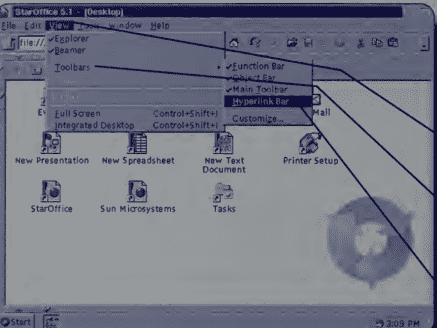 StarOffice 5.1 - [Desktop]
File Edit View Window Help
file://
Explorer
Beamer
Toolbars
Full Screen Control+Shift+I
Integrated Desktop Control+Shift+
Function Bar
Object Bar
Main Toolbar
Hyperlink Bar
Customize...
Mail
New Presentation New Spreadsheet New Text Document Printer Setup
StarOffice Sun Microsystems Tasks
Start 3:09 PM